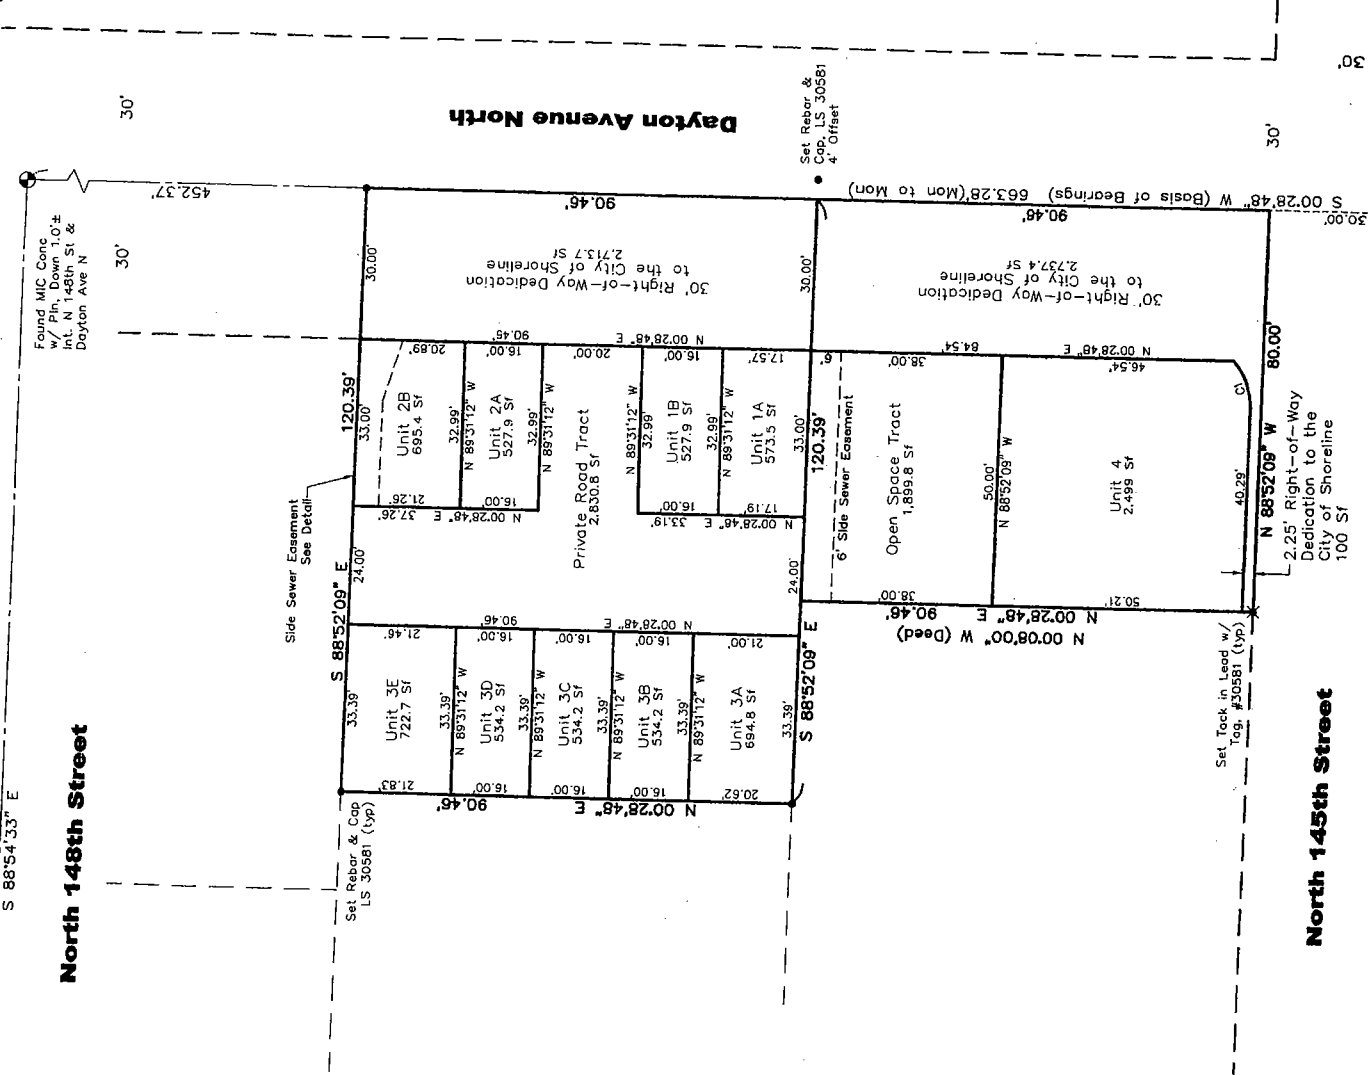 30'
30'
Dayton Avenue North
Set Rebar &
Cap, LS 30581
4' Offset
30'
Found MIC Conc
w/ Pin, Down 1.0'±
Int. N 148th St &
Dayton Ave N
30'
452.37'
90.46'
S 00°28'48" W (Basis of Bearings) 663.28'(Mon to Mon)
90.46'
30.00'
30.00'
30' Right-of-Way Dedication
to the City of Shoreline
2,713.7 Sf
30.00'
30' Right-of-Way Dedication
to the City of Shoreline
2,737.4 Sf
N 00°28'48" E
90.45'
20.89'
16.00'
20.00'
16.00'
17.57'
6'
38.00'
84.54'
N 00°28'48" E
46.54'
C1
80.00'
120.39'
33.00'
Unit 2B
695.4 Sf
32.99'
N 89°31'12" W
Unit 2A
527.9 Sf
32.99'
N 89°31'12" W
Private Road Tract
2,830.8 Sf
N 89°31'12" W
32.99'
Unit 1B
527.9 Sf
32.99'
N 89°31'12" W
Unit 1A
573.5 Sf
33.00'
120.39'
6' Side Sewer Easement
Open Space Tract
1,899.8 Sf
50.00'
N 88°52'09" W
Unit 4
2,499 Sf
40.29'
N 88°52'09" W
2.25' Right-of-Way
Dedication to the
City of Shoreline
100 Sf
21.26'
37.26'
16.00'
N 00°28'48" E
16.00'
33.19'
17.19'
N 00°28'48" E
Side Sewer Easement
See Detail
24.00'
24.00'
S 88°52'09" E
38.00'
50.21'
N 00°28'48" E
90.46'
N 00°08'00" W (Deed)
N 00°28'48" E
90.46'
21.46'
16.00'
16.00'
16.00'
21.00'
S 88°52'09" E
33.39'
Unit 3E
722.7 Sf
33.39'
N 89°31'12" W
Unit 3D
534.2 Sf
33.39'
N 89°31'12" W
Unit 3C
534.2 Sf
33.39'
N 89°31'12" W
Unit 3B
534.2 Sf
33.39'
N 89°31'12" W
Unit 3A
694.8 Sf
33.39'
21.83'
16.00'
16.00'
16.00'
20.62'
N 00°28'48" E
90.46'
Set Rebar & Cap
LS 30581 (typ)
Set Tack in Lead w/
Tag, #30581 (typ)
S 88°54'33" E
North 148th Street
North 145th Street